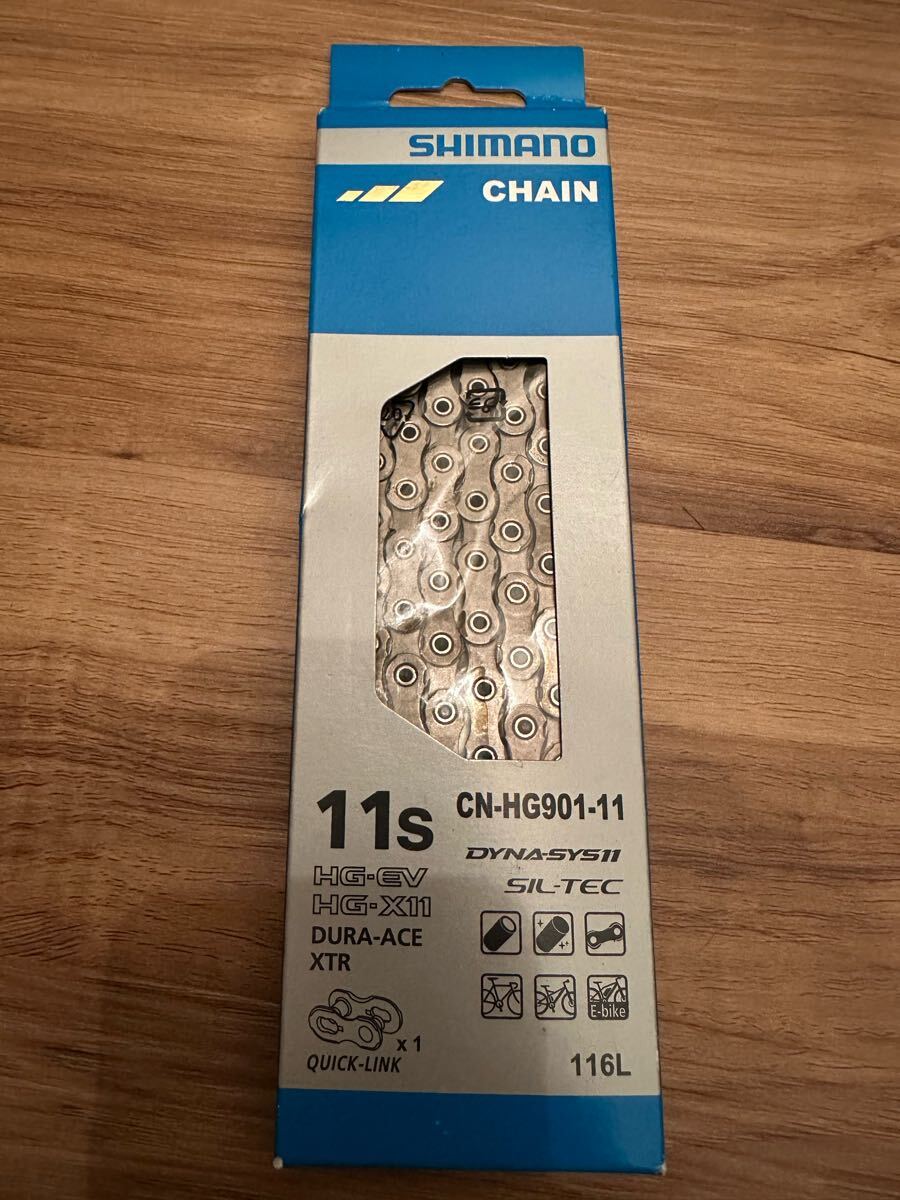 SHIMANO
CHAIN
11s
CN-HG901-11
DYNA-SYS11
HG-EV
SIL-TEC
HG-X11
DURA-ACE
XTR
E-bike
x 1
QUICK-LINK
116L